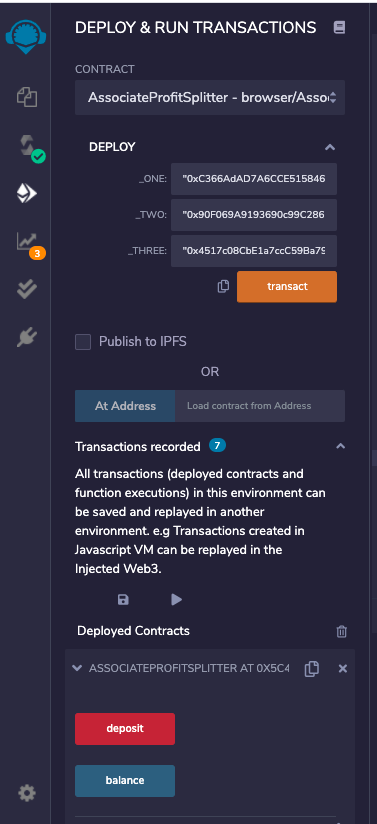 DEPLOY & RUN TRANSACTIONS
CONTRACT
AssociateProfitSplitter - browser/Asso
DEPLOY
_ONE: "0xC366AdAD7A6CCE515846
_TWO: "0x90F069A9193690c99C286
_THREE: "0x4517c08CbE1a7ccC59Ba79
transact
3
Publish to IPFS
OR
At Address Load contract from Address
Transactions recorded 7
All transactions (deployed contracts and
function executions) in this environment can
be saved and replayed in another
environment. e.g Transactions created in
Javascript VM can be replayed in the
Injected Web3.
Deployed Contracts
ASSOCIATEPROFITSPLITTER AT 0X5C4
deposit
balance